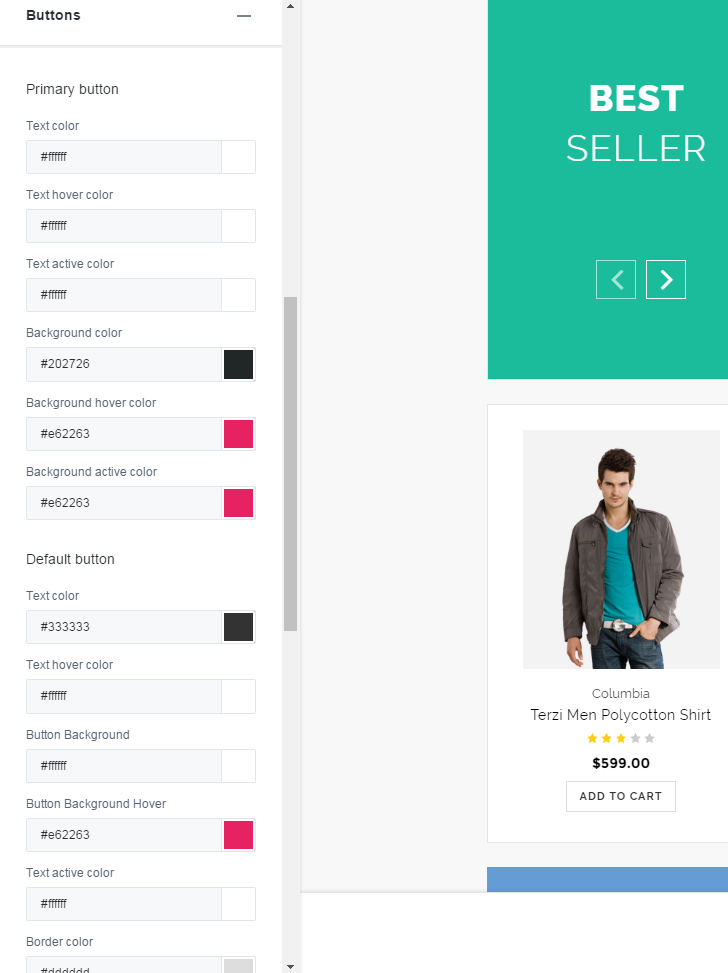 Buttons
Primary button
Text color
#ffffff
Text hover color
#ffffff
Text active color
#ffffff
Background color
#202726
Background hover color
#e62263
Background active color
#e62263
Default button
Text color
#333333
Text hover color
#ffffff
Button Background
#ffffff
Button Background Hover
#e62263
Text active color
#ffffff
Border color
#dddddd
BEST
SELLER
Columbia
Terzi Men Polycotton Shirt
$599.00
ADD TO CART